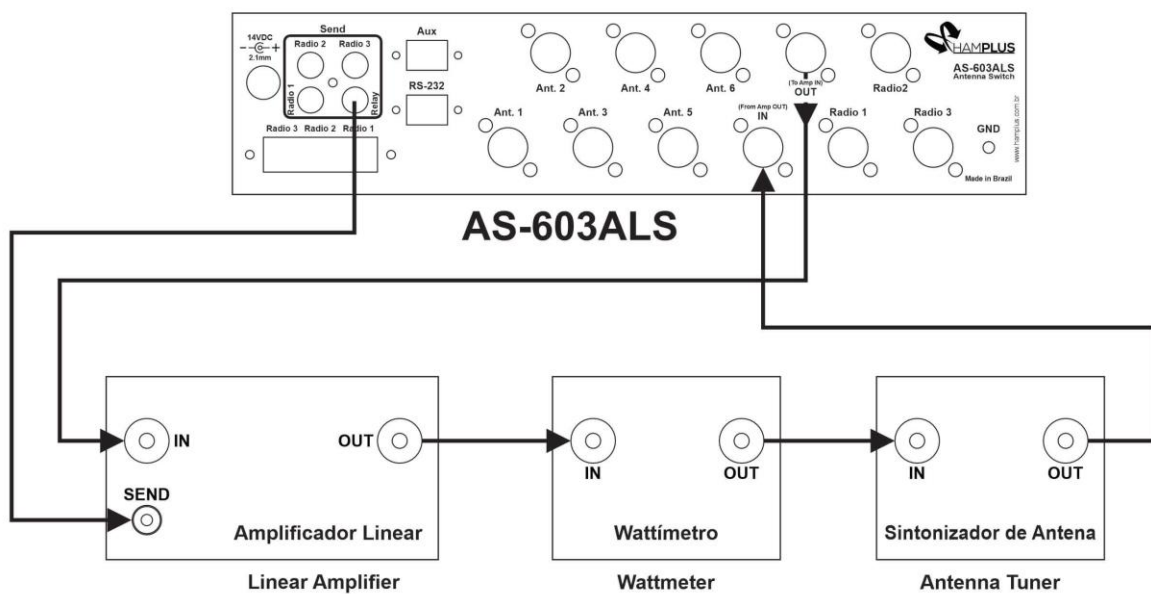 Send
14VDC
- +
2.1mm
Radio 2 Radio 3
Radio 1
Relay
Radio 3 Radio 2 Radio 1
Aux
RS-232
Ant. 2
Ant. 4
Ant. 6
(To Amp IN)
OUT
Radio2
HAMPLUS
AS-603ALS
Antenna Switch
Ant. 1
Ant. 3
Ant. 5
(From Amp OUT)
IN
Radio 1
Radio 3
GND
www.hamplus.com.br
Made in Brazil
AS-603ALS
IN
OUT
SEND
Amplificador Linear
Linear Amplifier
IN
OUT
Wattímetro
Wattmeter
IN
OUT
Sintonizador de Antena
Antenna Tuner